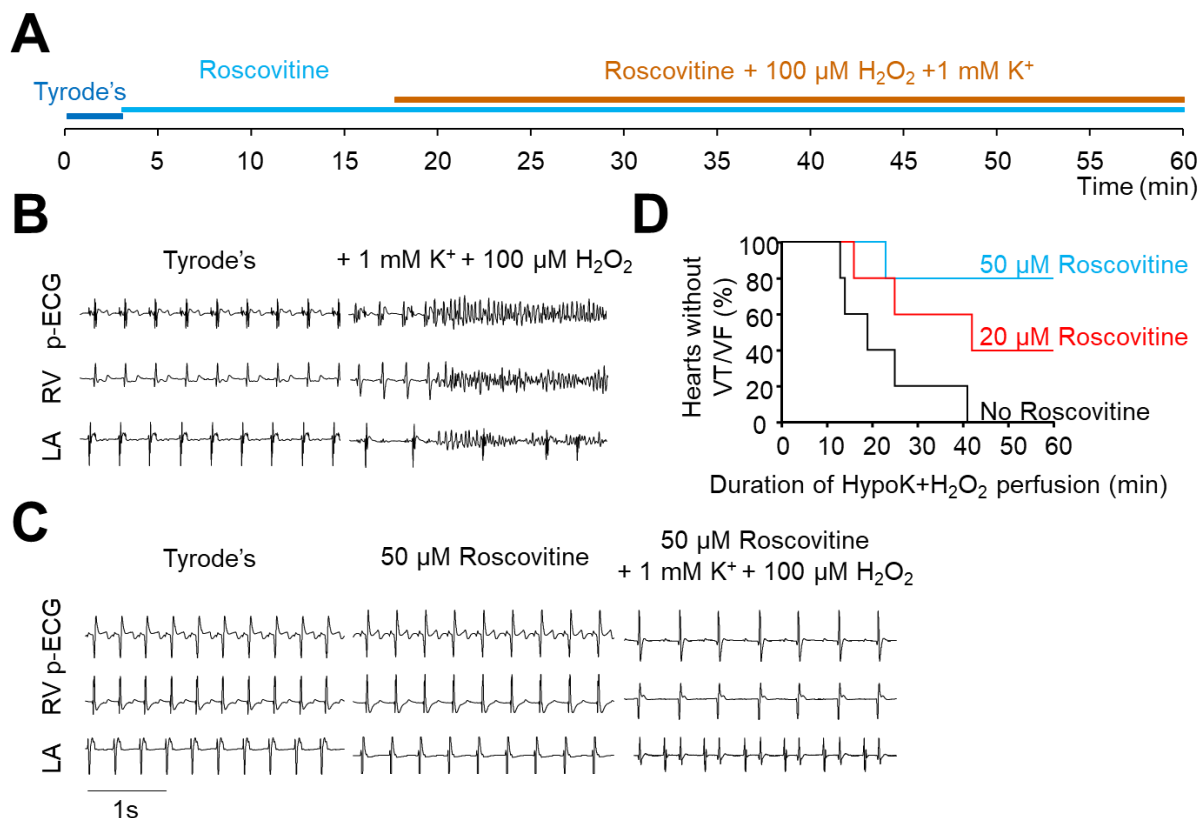 A
Roscovitine
Roscovitine + 100 µM H₂O₂ +1 mM K⁺
Tyrode's
0 5 10 15 20 25 30 35 40 45 50 55 60
Time (min)
B
Tyrode's
+ 1 mM K⁺ + 100 µM H₂O₂
p-ECG
RV
LA
D
Hearts without
VT/VF (%)
100
80
60
40
20
0
50 µM Roscovitine
20 µM Roscovitine
No Roscovitine
0 10 20 30 40 50 60
Duration of HypoK+H₂O₂ perfusion (min)
C
Tyrode's
50 µM Roscovitine
50 µM Roscovitine
+ 1 mM K⁺ + 100 µM H₂O₂
p-ECG
RV
LA
1s